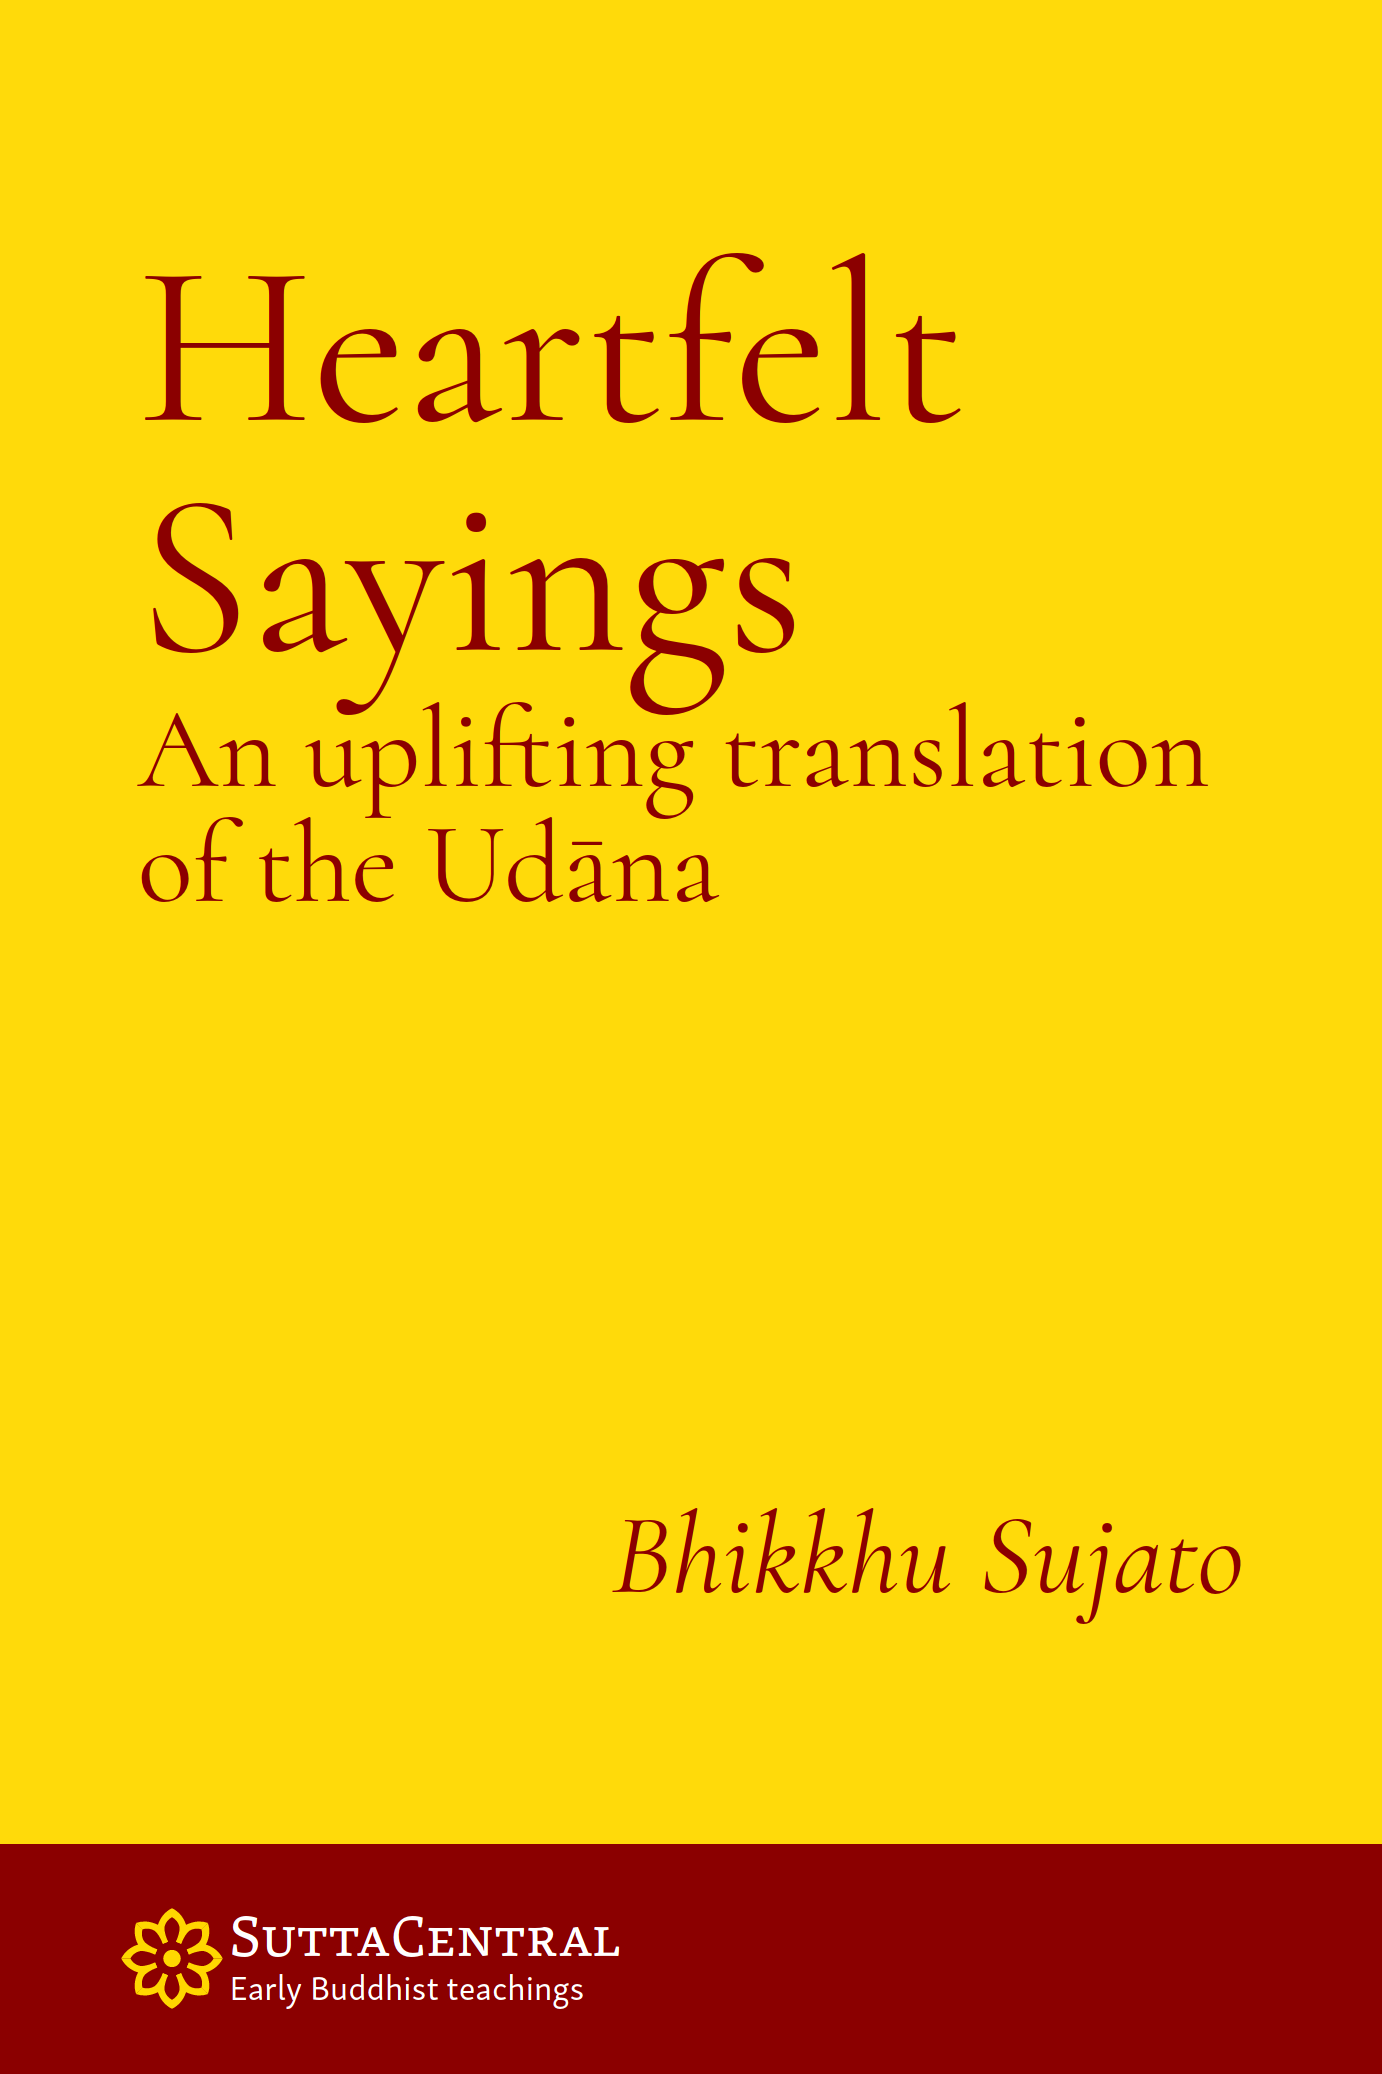 Heartfelt
Sayings
An uplifting translation
of the Udāna
Bhikkhu Sujato
SUTTACENTRAL
Early Buddhist teachings